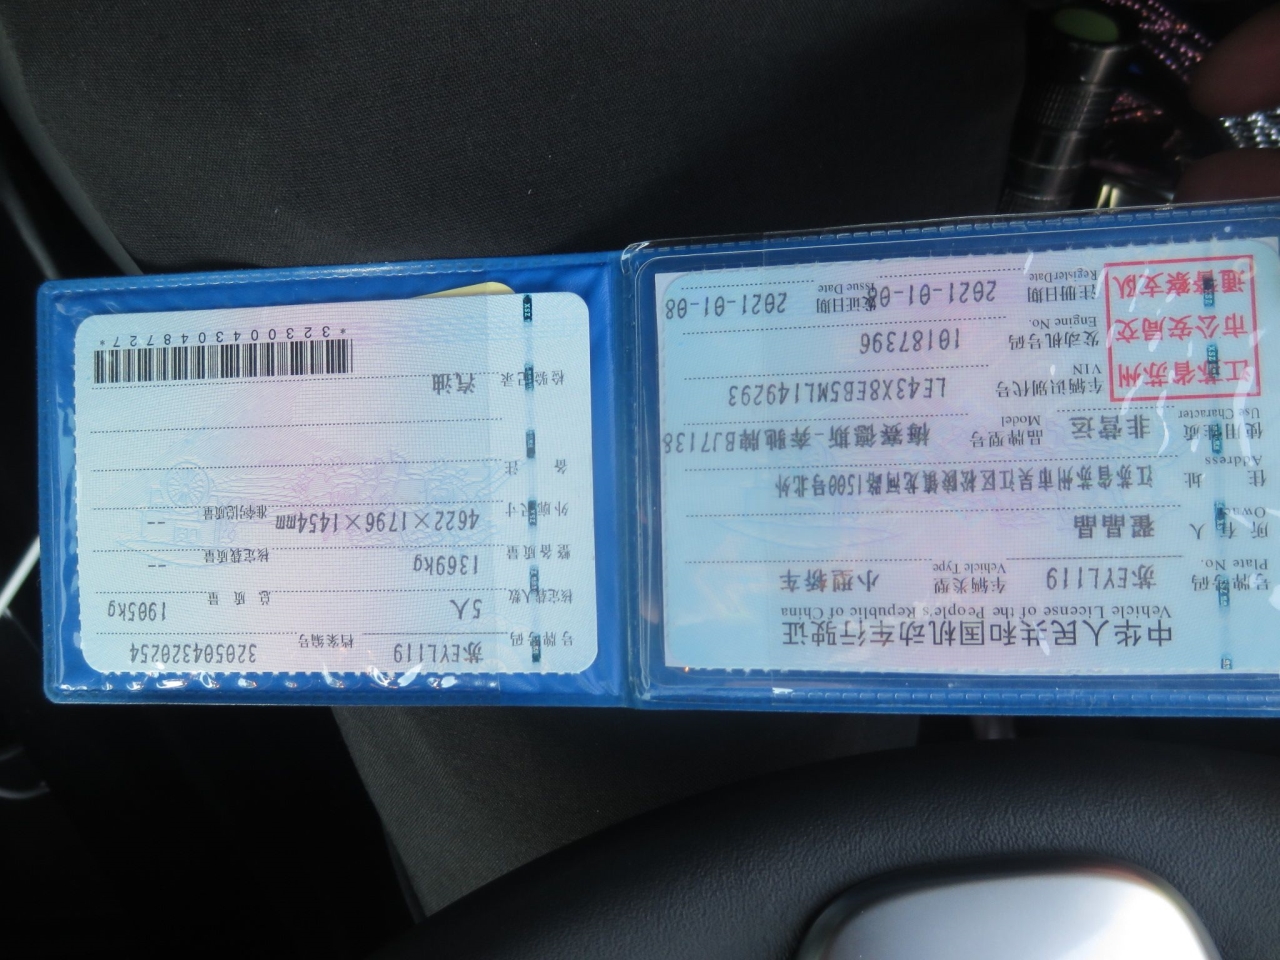 中华人民共和国机动车行驶证
Vehicle License of the People's Republic of China
号牌号码 苏EYL119 车辆类型 小型轿车
Plate No. Vehicle Type
所有人 翟晶晶
Owner
住址 江苏省苏州市吴江区松陵镇龙河路1500号北外
Address
使用性质 非营运 品牌型号 梅赛德斯-奔驰牌BJ7138
Use Character Model
江苏省苏州
市公安局交
通警察支队
车辆识别代号 LE43X8EB5ML149293
VIN
发动机号码 10187396
Engine No.
注册日期 2021-01-08 发证日期 2021-01-08
Register Date Issue Date
号牌号码 苏EYL119 档案编号 320504320254
核定载人数 5人 总质量 1905kg
整备质量 1369kg 核定载质量 --
外廓尺寸 4622×1796×1454mm 准牵引总质量 --
备注
检验记录 汽油
*3230043048727*